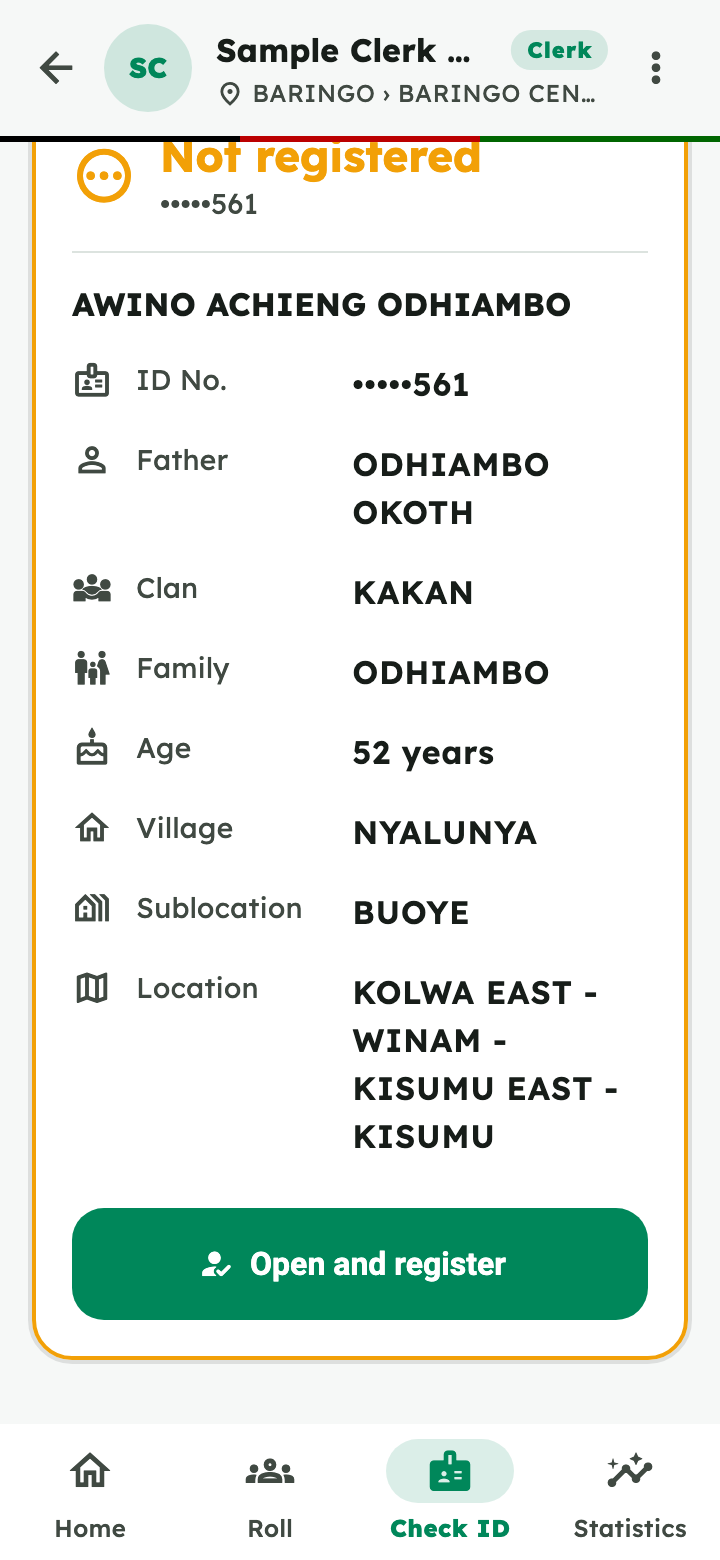 SC
Sample Clerk ...
Clerk
BARINGO › BARINGO CEN...
Not registered
•••••561
AWINO ACHIENG ODHIAMBO
ID No.
•••••561
Father
ODHIAMBO
OKOTH
Clan
KAKAN
Family
ODHIAMBO
Age
52 years
Village
NYALUNYA
Sublocation
BUOYE
Location
KOLWA EAST -
WINAM -
KISUMU EAST -
KISUMU
Open and register
Home
Roll
Check ID
Statistics